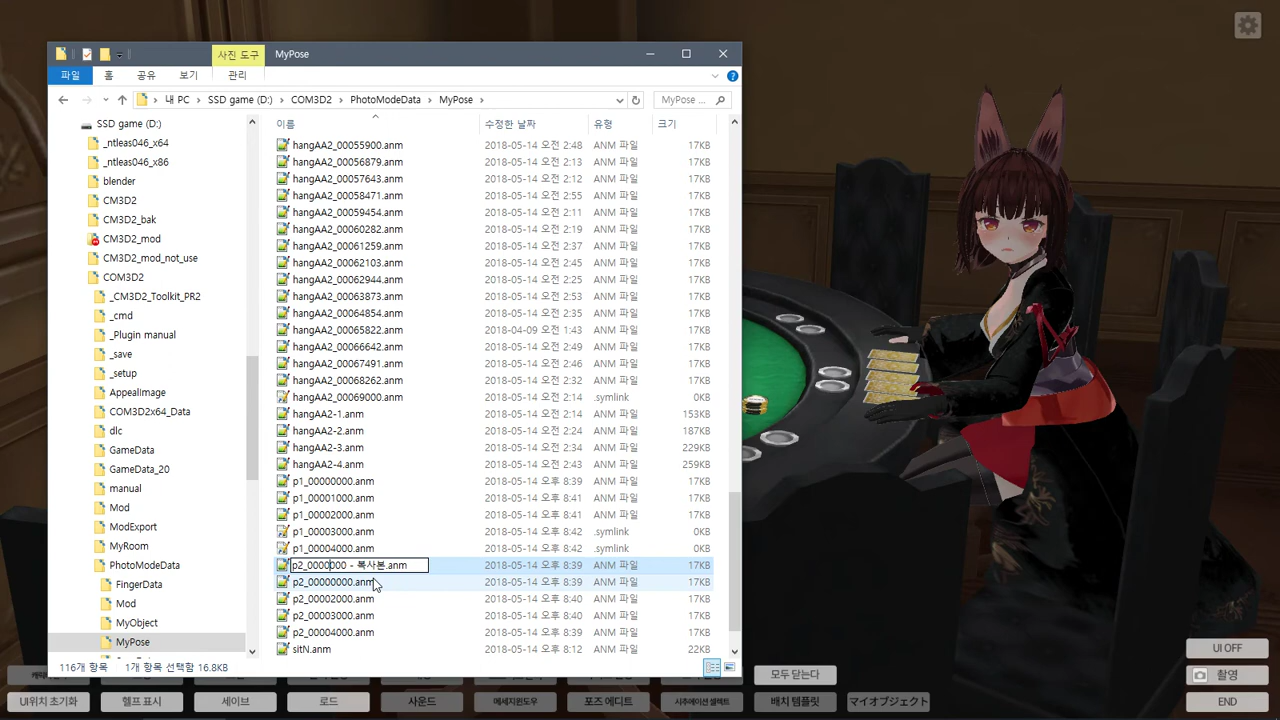 사진 도구
MyPose
파일
홈
공유
보기
관리
내 PC
SSD game (D:)
COM3D2
PhotoModeData
MyPose
MyPose ...
SSD game (D:)
_ntleas046_x64
_ntleas046_x86
blender
CM3D2
CM3D2_bak
CM3D2_mod
CM3D2_mod_not_use
COM3D2
_CM3D2_Toolkit_PR2
_cmd
_Plugin manual
_save
_setup
AppealImage
COM3D2x64_Data
dlc
GameData
GameData_20
manual
Mod
ModExport
MyRoom
PhotoModeData
FingerData
Mod
MyObject
MyPose
이름 수정한 날짜 유형 크기
hangAA2_00055900.anm 2018-05-14 오전 2:48 ANM 파일 17KB
hangAA2_00056879.anm 2018-05-14 오전 2:13 ANM 파일 17KB
hangAA2_00057643.anm 2018-05-14 오전 2:12 ANM 파일 17KB
hangAA2_00058471.anm 2018-05-14 오전 2:55 ANM 파일 17KB
hangAA2_00059454.anm 2018-05-14 오전 2:11 ANM 파일 17KB
hangAA2_00060282.anm 2018-05-14 오전 2:19 ANM 파일 17KB
hangAA2_00061259.anm 2018-05-14 오전 2:10 ANM 파일 17KB
hangAA2_00062103.anm 2018-05-14 오전 2:45 ANM 파일 17KB
hangAA2_00062944.anm 2018-05-14 오전 2:35 ANM 파일 17KB
hangAA2_00063873.anm 2018-05-14 오전 2:53 ANM 파일 17KB
hangAA2_00064854.anm 2018-05-14 오전 2:35 ANM 파일 17KB
hangAA2_00065822.anm 2018-04-09 오전 1:43 ANM 파일 17KB
hangAA2_00066642.anm 2018-05-14 오전 2:49 ANM 파일 17KB
hangAA2_00067491.anm 2018-05-14 오전 2:36 ANM 파일 17KB
hangAA2_00068262.anm 2018-05-14 오전 2:32 ANM 파일 17KB
hangAA2_00069000.anm 2018-05-14 오전 2:14 .symlink 0KB
hangAA2-1.anm 2018-05-14 오전 2:14 ANM 파일 153KB
hangAA2-2.anm 2018-05-14 오전 2:24 ANM 파일 187KB
hangAA2-3.anm 2018-05-14 오전 2:34 ANM 파일 229KB
hangAA2-4.anm 2018-05-14 오전 2:43 ANM 파일 259KB
p1_00000000.anm 2018-05-14 오후 8:39 ANM 파일 17KB
p1_00001000.anm 2018-05-14 오후 8:41 ANM 파일 17KB
p1_00002000.anm 2018-05-14 오후 8:41 ANM 파일 17KB
p1_00003000.anm 2018-05-14 오후 8:42 .symlink 0KB
p1_00004000.anm 2018-05-14 오후 8:42 .symlink 0KB
p2_0000000 - 복사본.anm 2018-05-14 오후 8:39 ANM 파일 17KB
p2_00000000.anm 2018-05-14 오후 8:39 ANM 파일 17KB
p2_00002000.anm 2018-05-14 오후 8:40 ANM 파일 17KB
p2_00003000.anm 2018-05-14 오후 8:40 ANM 파일 17KB
p2_00004000.anm 2018-05-14 오후 8:39 ANM 파일 17KB
sitN.anm 2018-05-14 오후 8:12 ANM 파일 22KB
116개 항목 1개 항목 선택함 16.8KB
모두 닫는다
UI위치 초기화
헬프 표시
세이브
로드
사운드
메세지윈도우
포즈 에디트
시추에이션 셀렉트
배치 템플릿
マイオブジェクト
UI OFF
撮影
END